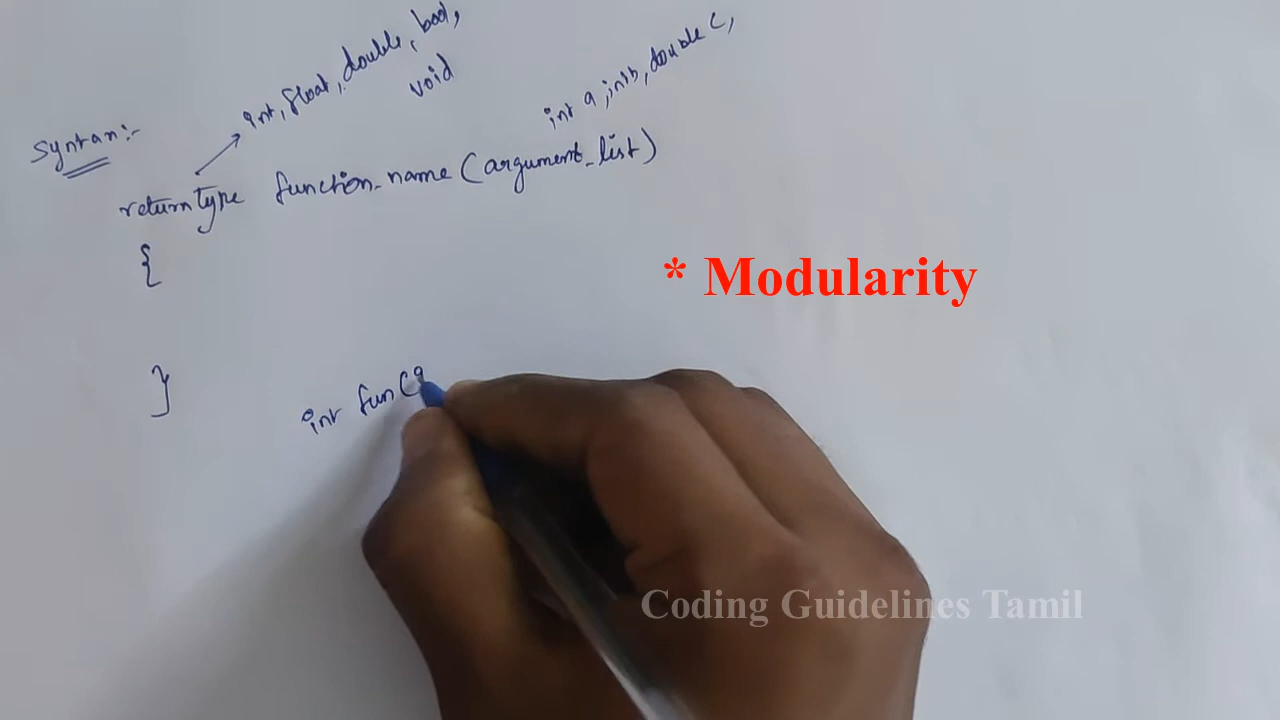 int, float, double, bool,
void
int a, int b, double c,
Syntax:-
returntype function_name (argument_list)
{
* Modularity
}
int fun (a
Coding Guidelines Tamil